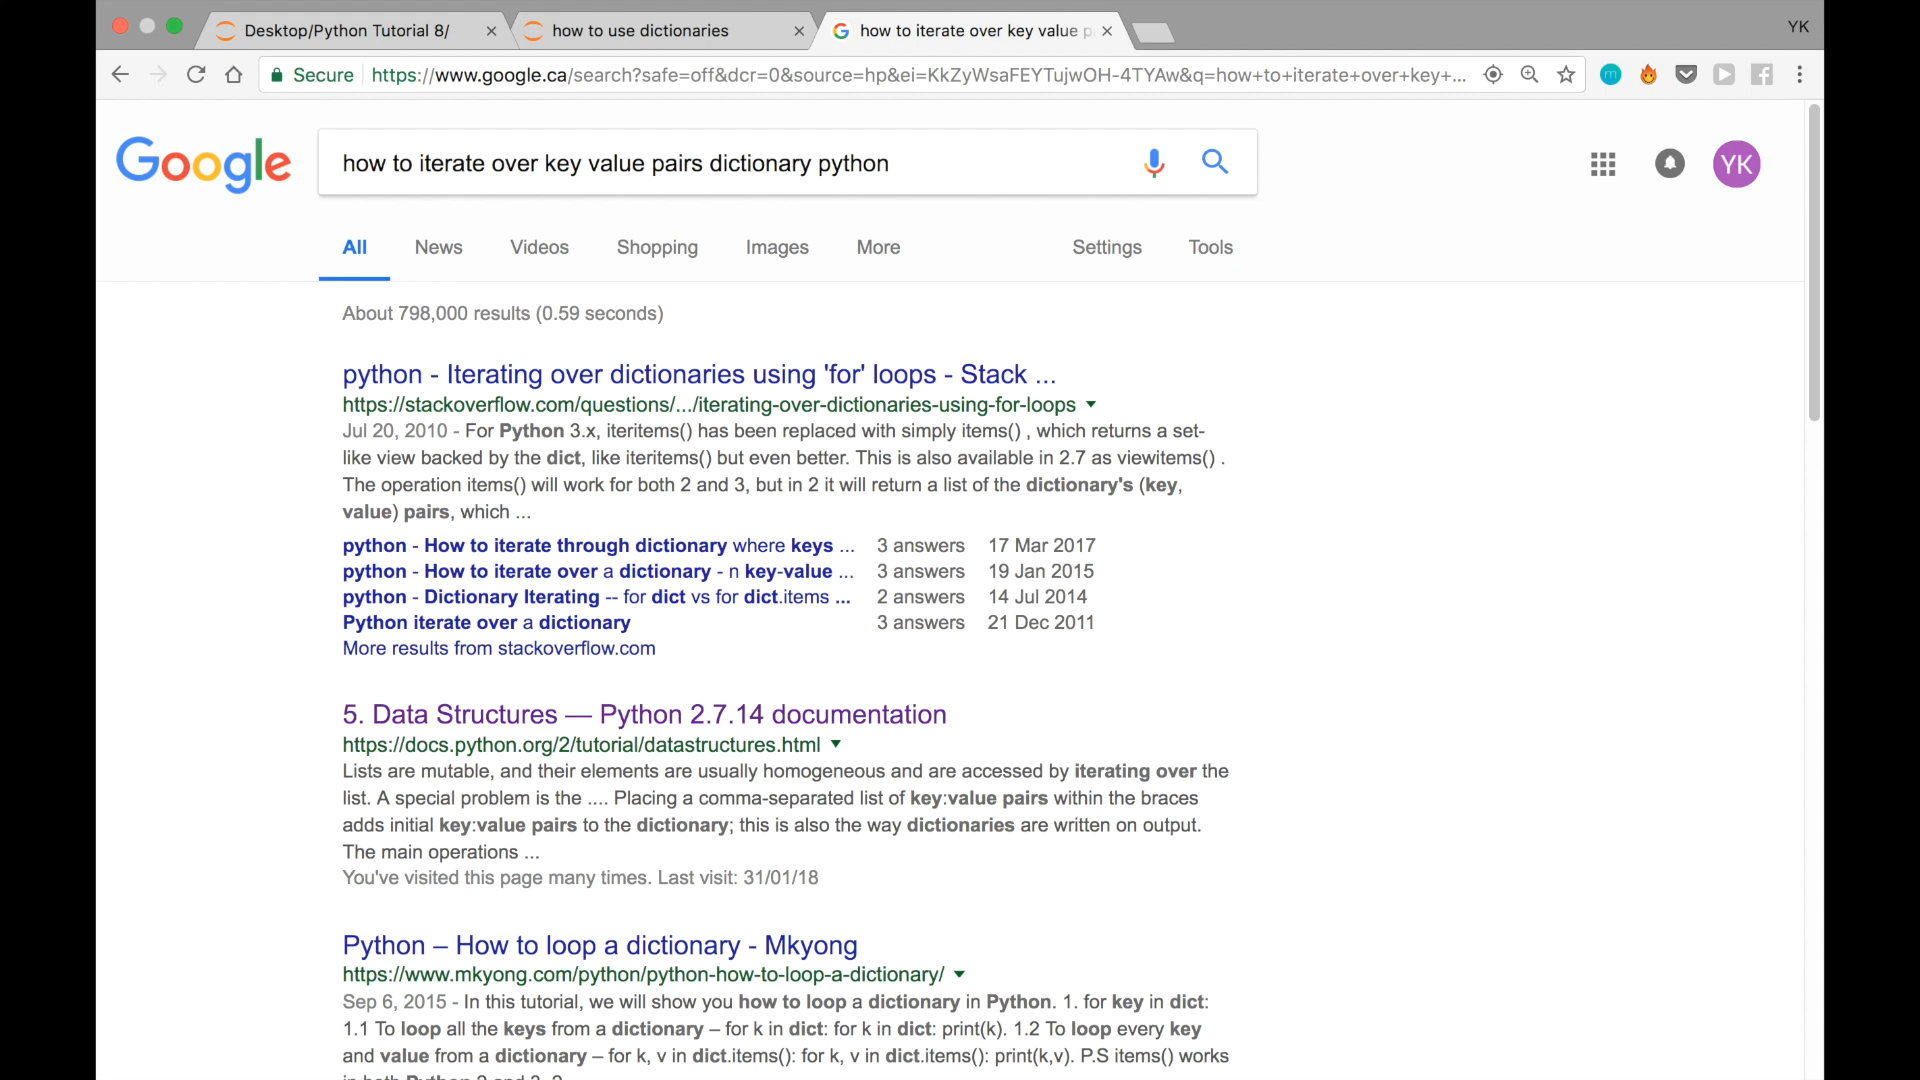 Desktop/Python Tutorial 8/
how to use dictionaries
how to iterate over key value p
YK
Secure https://www.google.ca/search?safe=off&dcr=0&source=hp&ei=KkZyWsaFEYTujwOH-4TYAw&q=how+to+iterate+over+key+...
m
Google
how to iterate over key value pairs dictionary python
YK
All News Videos Shopping Images More Settings Tools
About 798,000 results (0.59 seconds)
python - Iterating over dictionaries using 'for' loops - Stack ...
https://stackoverflow.com/questions/.../iterating-over-dictionaries-using-for-loops
Jul 20, 2010 - For Python 3.x, iteritems() has been replaced with simply items() , which returns a set-
like view backed by the dict, like iteritems() but even better. This is also available in 2.7 as viewitems() .
The operation items() will work for both 2 and 3, but in 2 it will return a list of the dictionary's (key,
value) pairs, which ...
python - How to iterate through dictionary where keys ... 3 answers 17 Mar 2017
python - How to iterate over a dictionary - n key-value ... 3 answers 19 Jan 2015
python - Dictionary Iterating -- for dict vs for dict.items ... 2 answers 14 Jul 2014
Python iterate over a dictionary 3 answers 21 Dec 2011
More results from stackoverflow.com
5. Data Structures — Python 2.7.14 documentation
https://docs.python.org/2/tutorial/datastructures.html
Lists are mutable, and their elements are usually homogeneous and are accessed by iterating over the
list. A special problem is the .... Placing a comma-separated list of key:value pairs within the braces
adds initial key:value pairs to the dictionary; this is also the way dictionaries are written on output.
The main operations ...
You've visited this page many times. Last visit: 31/01/18
Python – How to loop a dictionary - Mkyong
https://www.mkyong.com/python/python-how-to-loop-a-dictionary/
Sep 6, 2015 - In this tutorial, we will show you how to loop a dictionary in Python. 1. for key in dict:
1.1 To loop all the keys from a dictionary – for k in dict: for k in dict: print(k). 1.2 To loop every key
and value from a dictionary – for k, v in dict.items(): for k, v in dict.items(): print(k,v). P.S items() works